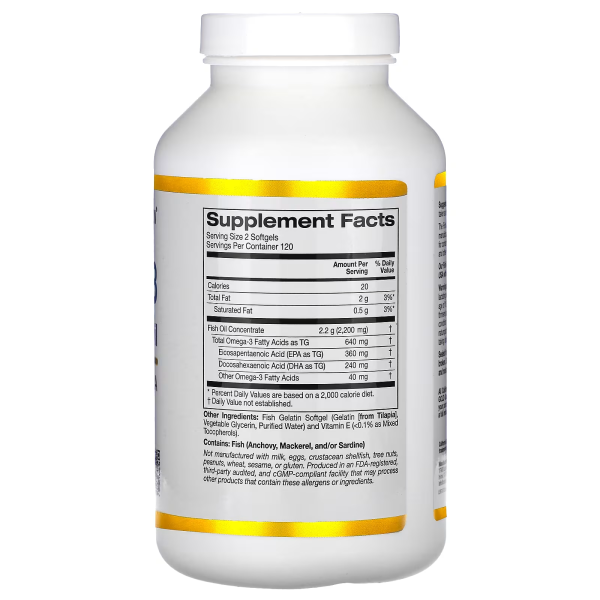 Supplement Facts
Serving Size 2 Softgels
Servings Per Container 120
Amount Per Serving % Daily Value
Calories 20
Total Fat 2 g 3%*
Saturated Fat 0.5 g 3%*
Fish Oil Concentrate 2.2 g (2,200 mg) †
Total Omega-3 Fatty Acids as TG 640 mg †
Eicosapentaenoic Acid (EPA as TG) 360 mg †
Docosahexaenoic Acid (DHA as TG) 240 mg †
Other Omega-3 Fatty Acids 40 mg †
* Percent Daily Values are based on a 2,000 calorie diet.
† Daily Value not established.
Other Ingredients: Fish Gelatin Softgel (Gelatin [from Tilapia],
Vegetable Glycerin, Purified Water) and Vitamin E (<0.1% as Mixed
Tocopherols).
Contains: Fish (Anchovy, Mackerel, and/or Sardine)
Not manufactured with milk, eggs, crustacean shellfish, tree nuts,
peanuts, wheat, sesame, or gluten. Produced in an FDA-registered,
third-party audited, and cGMP-compliant facility that may process
other products that contain these allergens or ingredients.